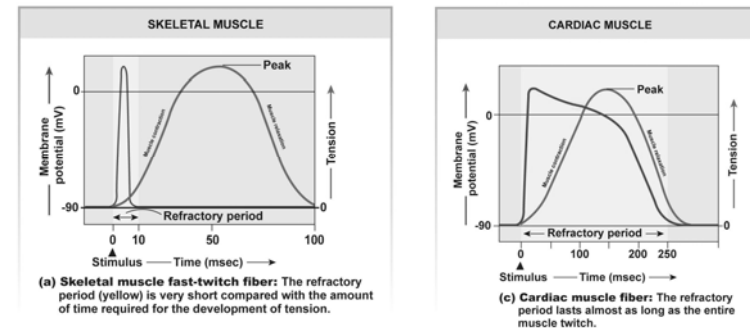 SKELETAL MUSCLE
Membrane
potential (mV)
0
-90
Muscle contraction
Peak
Muscle relaxation
Tension
0
Refractory period
0 10 50 100
Stimulus Time (msec)
(a) Skeletal muscle fast-twitch fiber: The refractory
period (yellow) is very short compared with the amount
of time required for the development of tension.
CARDIAC MUSCLE
Membrane
potential (mV)
0
-90
Muscle contraction
Peak
Muscle relaxation
Tension
0
Refractory period
0 100 200 250
Stimulus Time (msec)
(c) Cardiac muscle fiber: The refractory
period lasts almost as long as the entire
muscle twitch.